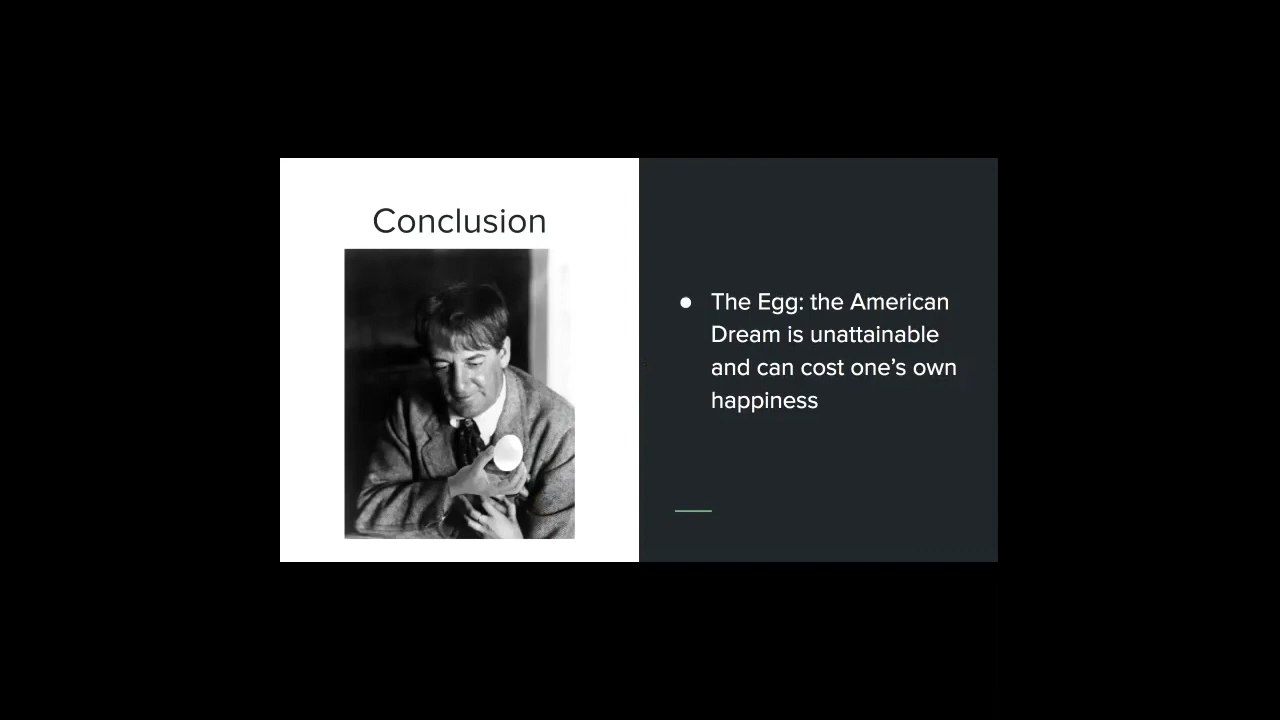 Conclusion
● The Egg: the American
Dream is unattainable
and can cost one’s own
happiness